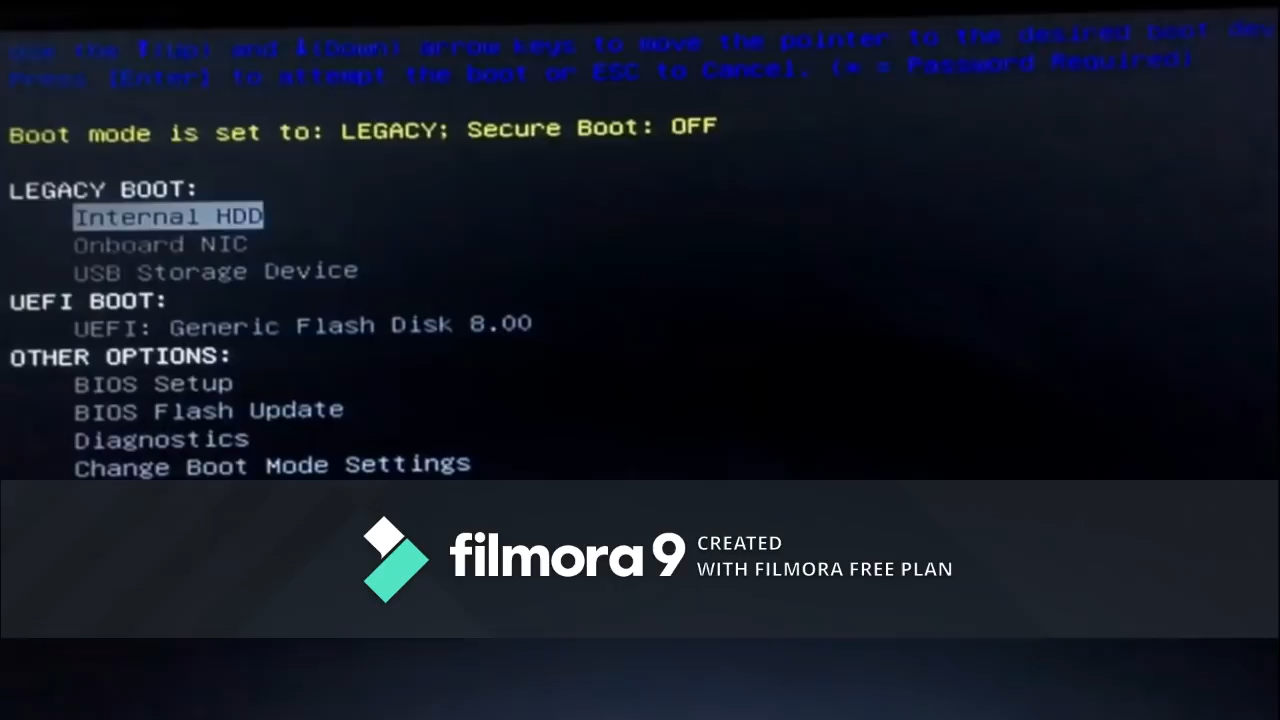 Use the ↑(Up) and ↓(Down) arrow keys to move the pointer to the desired boot dev
Press [Enter] to attempt the boot or ESC to Cancel. (* = Password Required)
Boot mode is set to: LEGACY; Secure Boot: OFF
LEGACY BOOT:
Internal HDD
Onboard NIC
USB Storage Device
UEFI BOOT:
UEFI: Generic Flash Disk 8.00
OTHER OPTIONS:
BIOS Setup
BIOS Flash Update
Diagnostics
Change Boot Mode Settings
filmora 9 CREATED
WITH FILMORA FREE PLAN